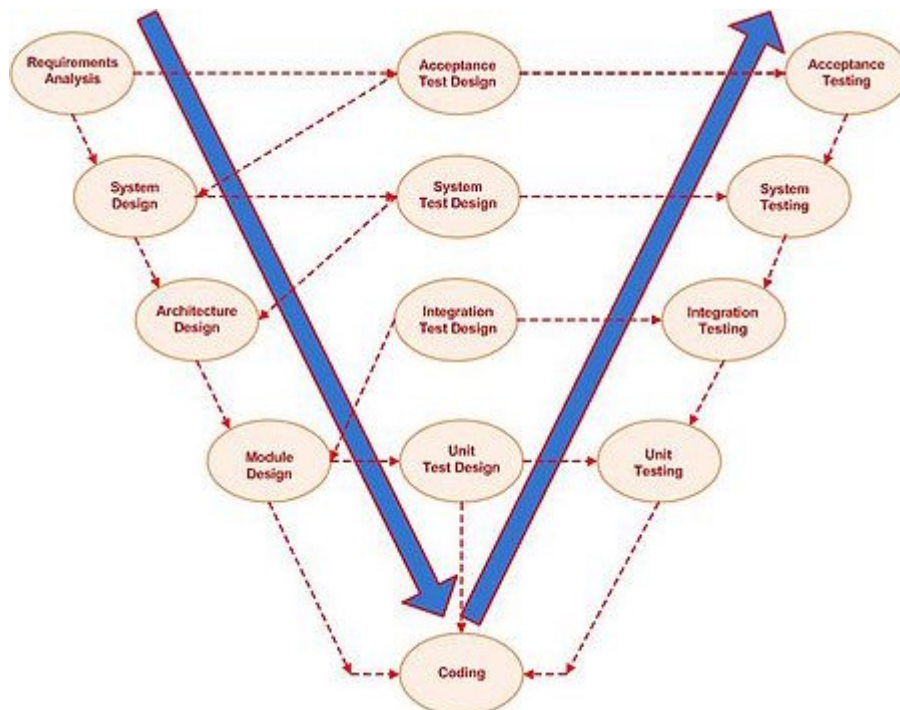 Requirements
Analysis
Acceptance
Test Design
Acceptance
Testing
System
Design
System
Test Design
System
Testing
Architecture
Design
Integration
Test Design
Integration
Testing
Module
Design
Unit
Test Design
Unit
Testing
Coding